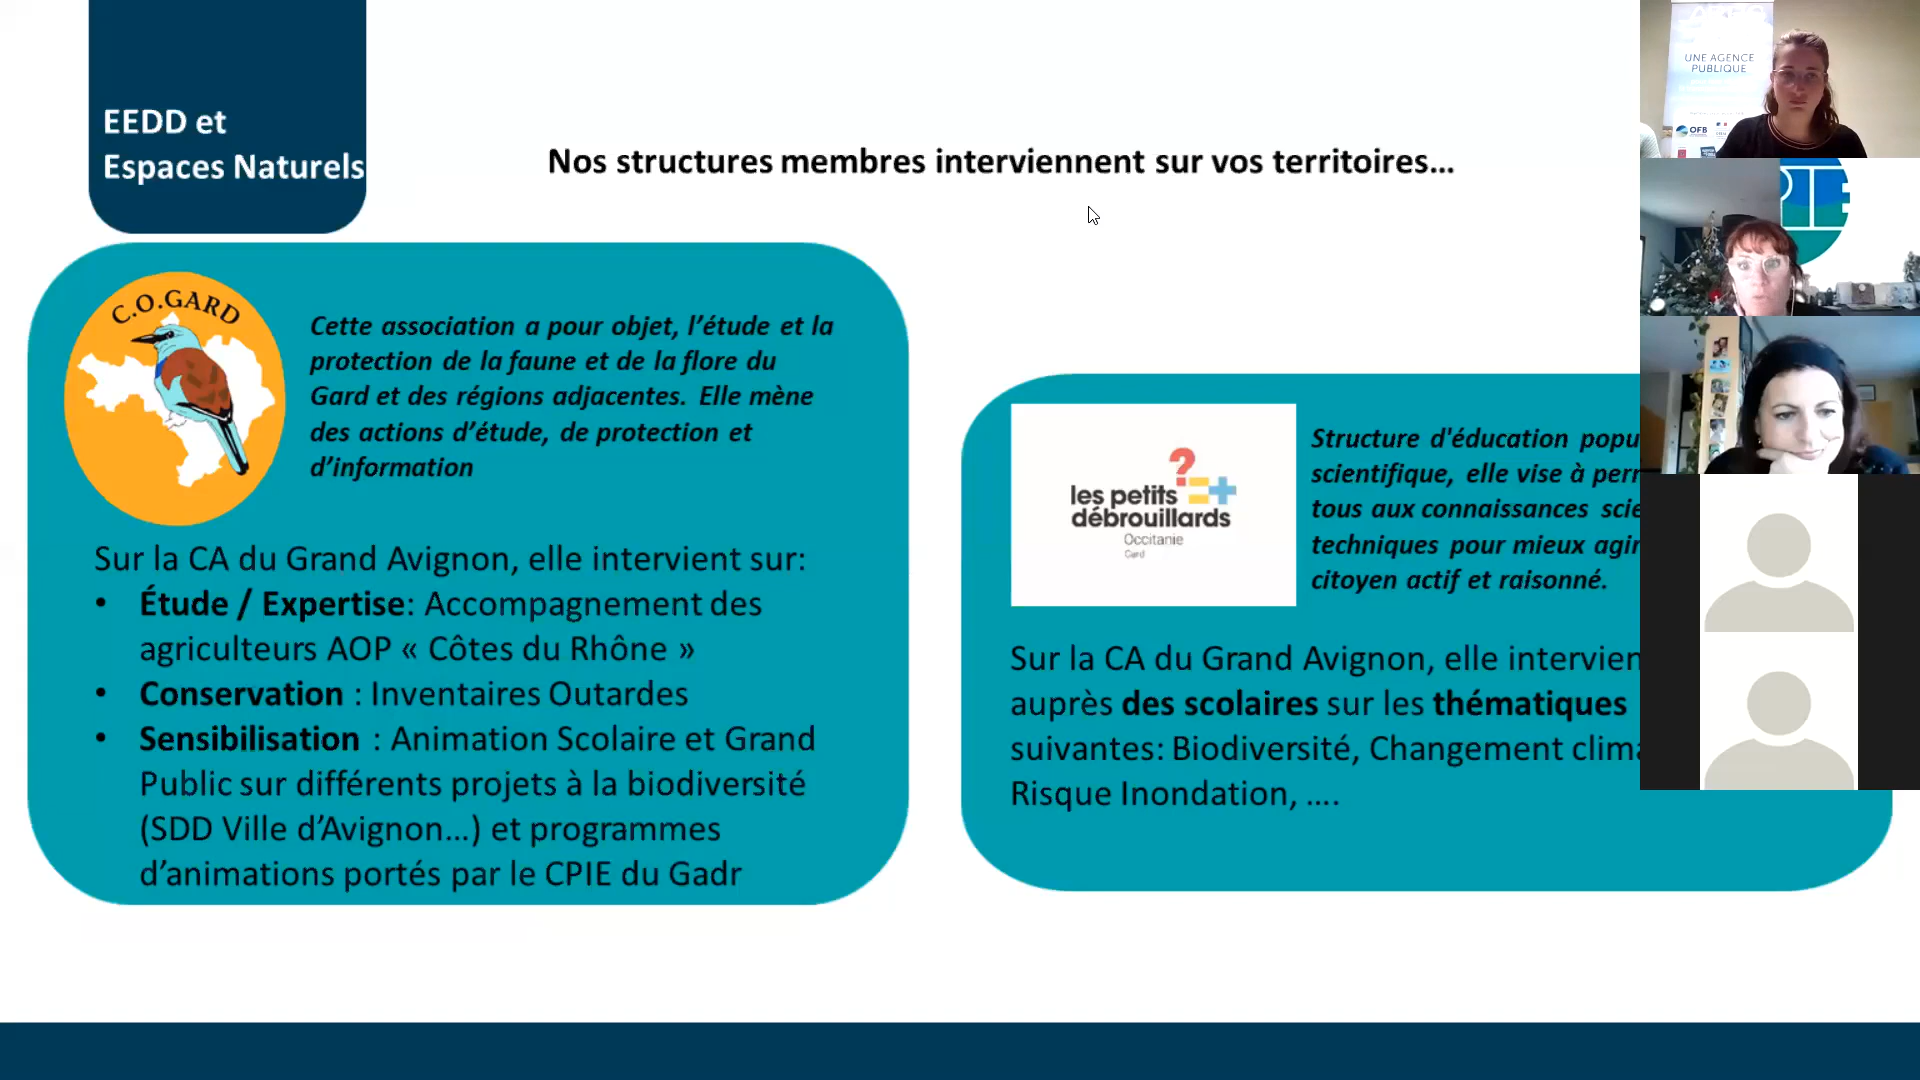 EEDD et
Espaces Naturels
Nos structures membres interviennent sur vos territoires...
C.O.GARD
Cette association a pour objet, l’étude et la
protection de la faune et de la flore du
Gard et des régions adjacentes. Elle mène
des actions d’étude, de protection et
d’information
Sur la CA du Grand Avignon, elle intervient sur:
• Étude / Expertise: Accompagnement des
agriculteurs AOP « Côtes du Rhône »
• Conservation : Inventaires Outardes
• Sensibilisation : Animation Scolaire et Grand
Public sur différents projets à la biodiversité
(SDD Ville d’Avignon...) et programmes
d’animations portés par le CPIE du Gadr
les petits
débrouillards
Occitanie
Gard
Structure d'éducation popu
scientifique, elle vise à per
tous aux connaissances scie
techniques pour mieux agir
citoyen actif et raisonné.
Sur la CA du Grand Avignon, elle intervien
auprès des scolaires sur les thématiques
suivantes: Biodiversité, Changement clima
Risque Inondation, ....
UNE AGENCE
PUBLIQUE
OFB
PIE